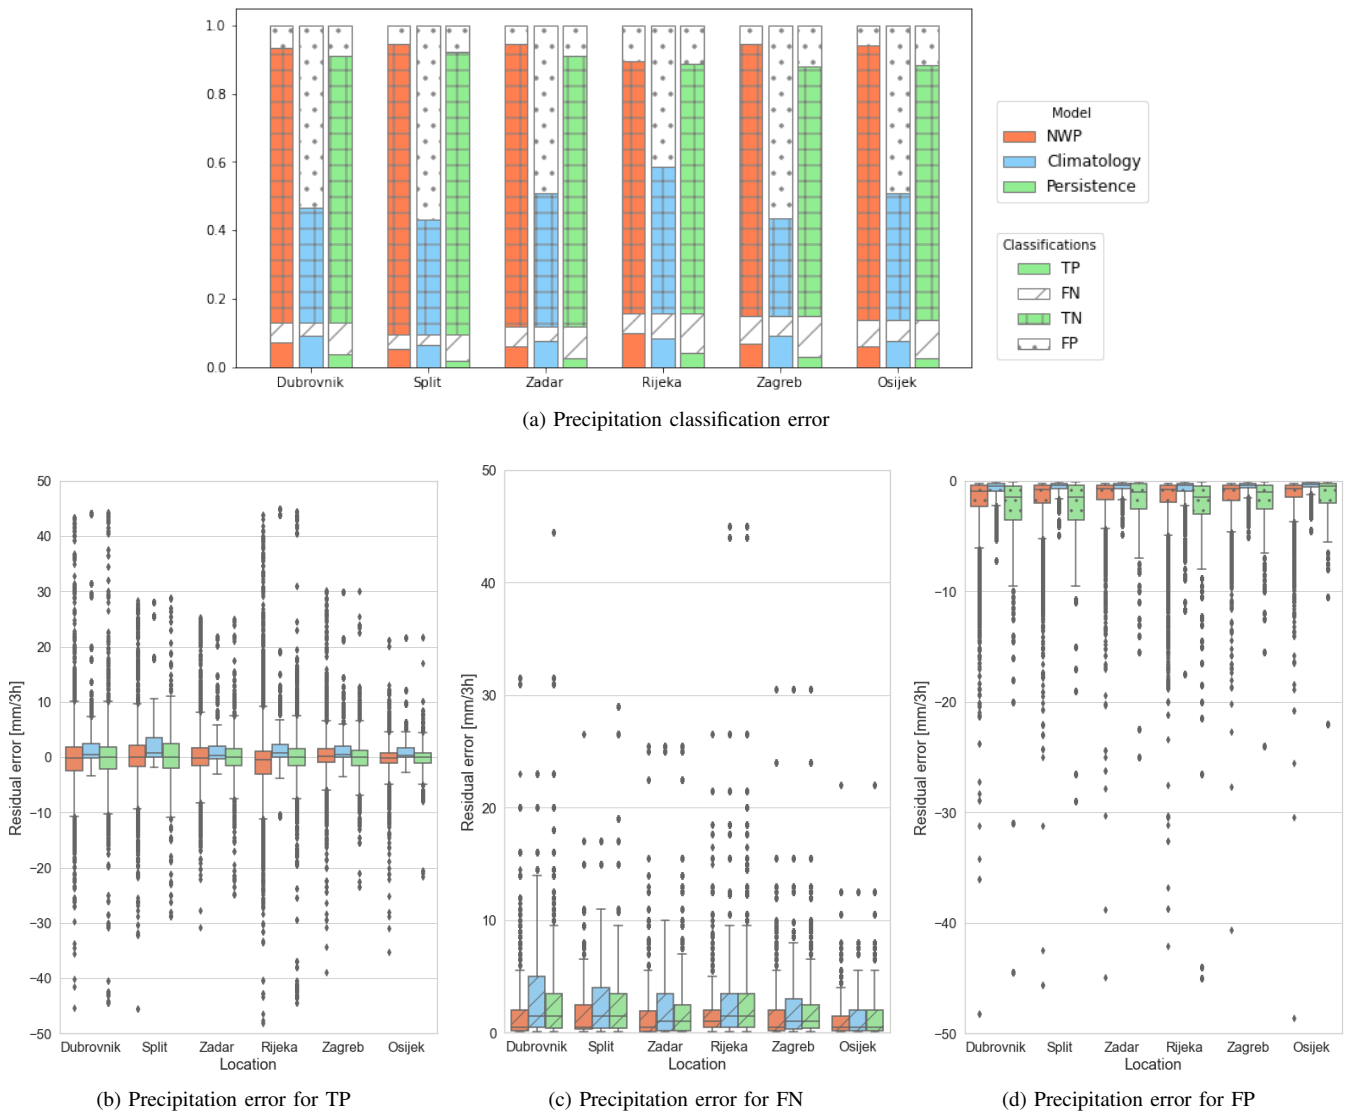 1.0
0.8
0.6
0.4
0.2
0.0
Dubrovnik Split Zadar Rijeka Zagreb Osijek
Model
NWP
Climatology
Persistence
Classifications
TP
FN
TN
FP
(a) Precipitation classification error
Residual error [mm/3h]
50
40
30
20
10
0
−10
−20
−30
−40
−50
Dubrovnik Split Zadar Rijeka Zagreb Osijek
Location
(b) Precipitation error for TP
Residual error [mm/3h]
50
40
30
20
10
0
Dubrovnik Split Zadar Rijeka Zagreb Osijek
Location
(c) Precipitation error for FN
Residual error [mm/3h]
0
−10
−20
−30
−40
−50
Dubrovnik Split Zadar Rijeka Zagreb Osijek
Location
(d) Precipitation error for FP